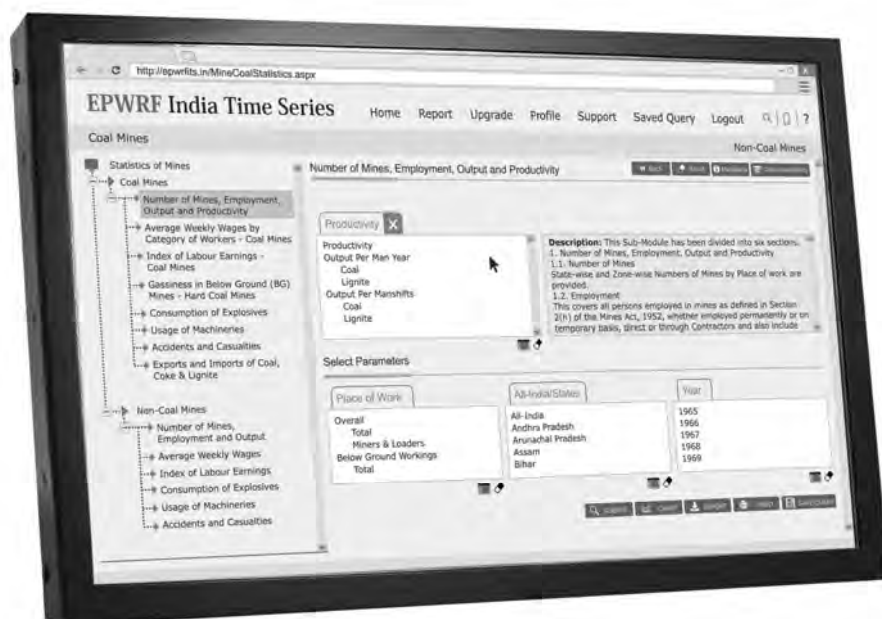 http://epwrfits.in/MineCoalStatistics.aspx
EPWRF India Time Series
Home Report Upgrade Profile Support Saved Query Logout ?
Coal Mines
Non-Coal Mines
Statistics of Mines
Coal Mines
Number of Mines, Employment,
Output and Productivity
Average Weekly Wages by
Category of Workers - Coal Mines
Index of Labour Earnings -
Coal Mines
Gassiness in Below Ground (BG)
Mines - Hard Coal Mines
Consumption of Explosives
Usage of Machineries
Accidents and Casualties
Exports and Imports of Coal,
Coke & Lignite
Non-Coal Mines
Number of Mines,
Employment and Output
Average Weekly Wages
Index of Labour Earnings
Consumption of Explosives
Usage of Machineries
Accidents and Casualties
Number of Mines, Employment, Output and Productivity
Productivity X
Productivity
Output Per Man Year
Coal
Lignite
Output Per Manshifts
Coal
Lignite
Description: This Sub-Module has been divided into six sections.
1. Number of Mines, Employment, Output and Productivity
1.1. Number of Mines
State-wise and Zone-wise Numbers of Mines by Place of work are
provided.
1.2. Employment
This covers all persons employed in mines as defined in Section
2(h) of the Mines Act, 1952, whether employed permanently or on
temporary basis, direct or through Contractors and also include
Select Parameters
Place of Work
Overall
Total
Miners & Loaders
Below Ground Workings
Total
All-India/States
All-India
Andhra Pradesh
Arunachal Pradesh
Assam
Bihar
Year
1965
1966
1967
1968
1969